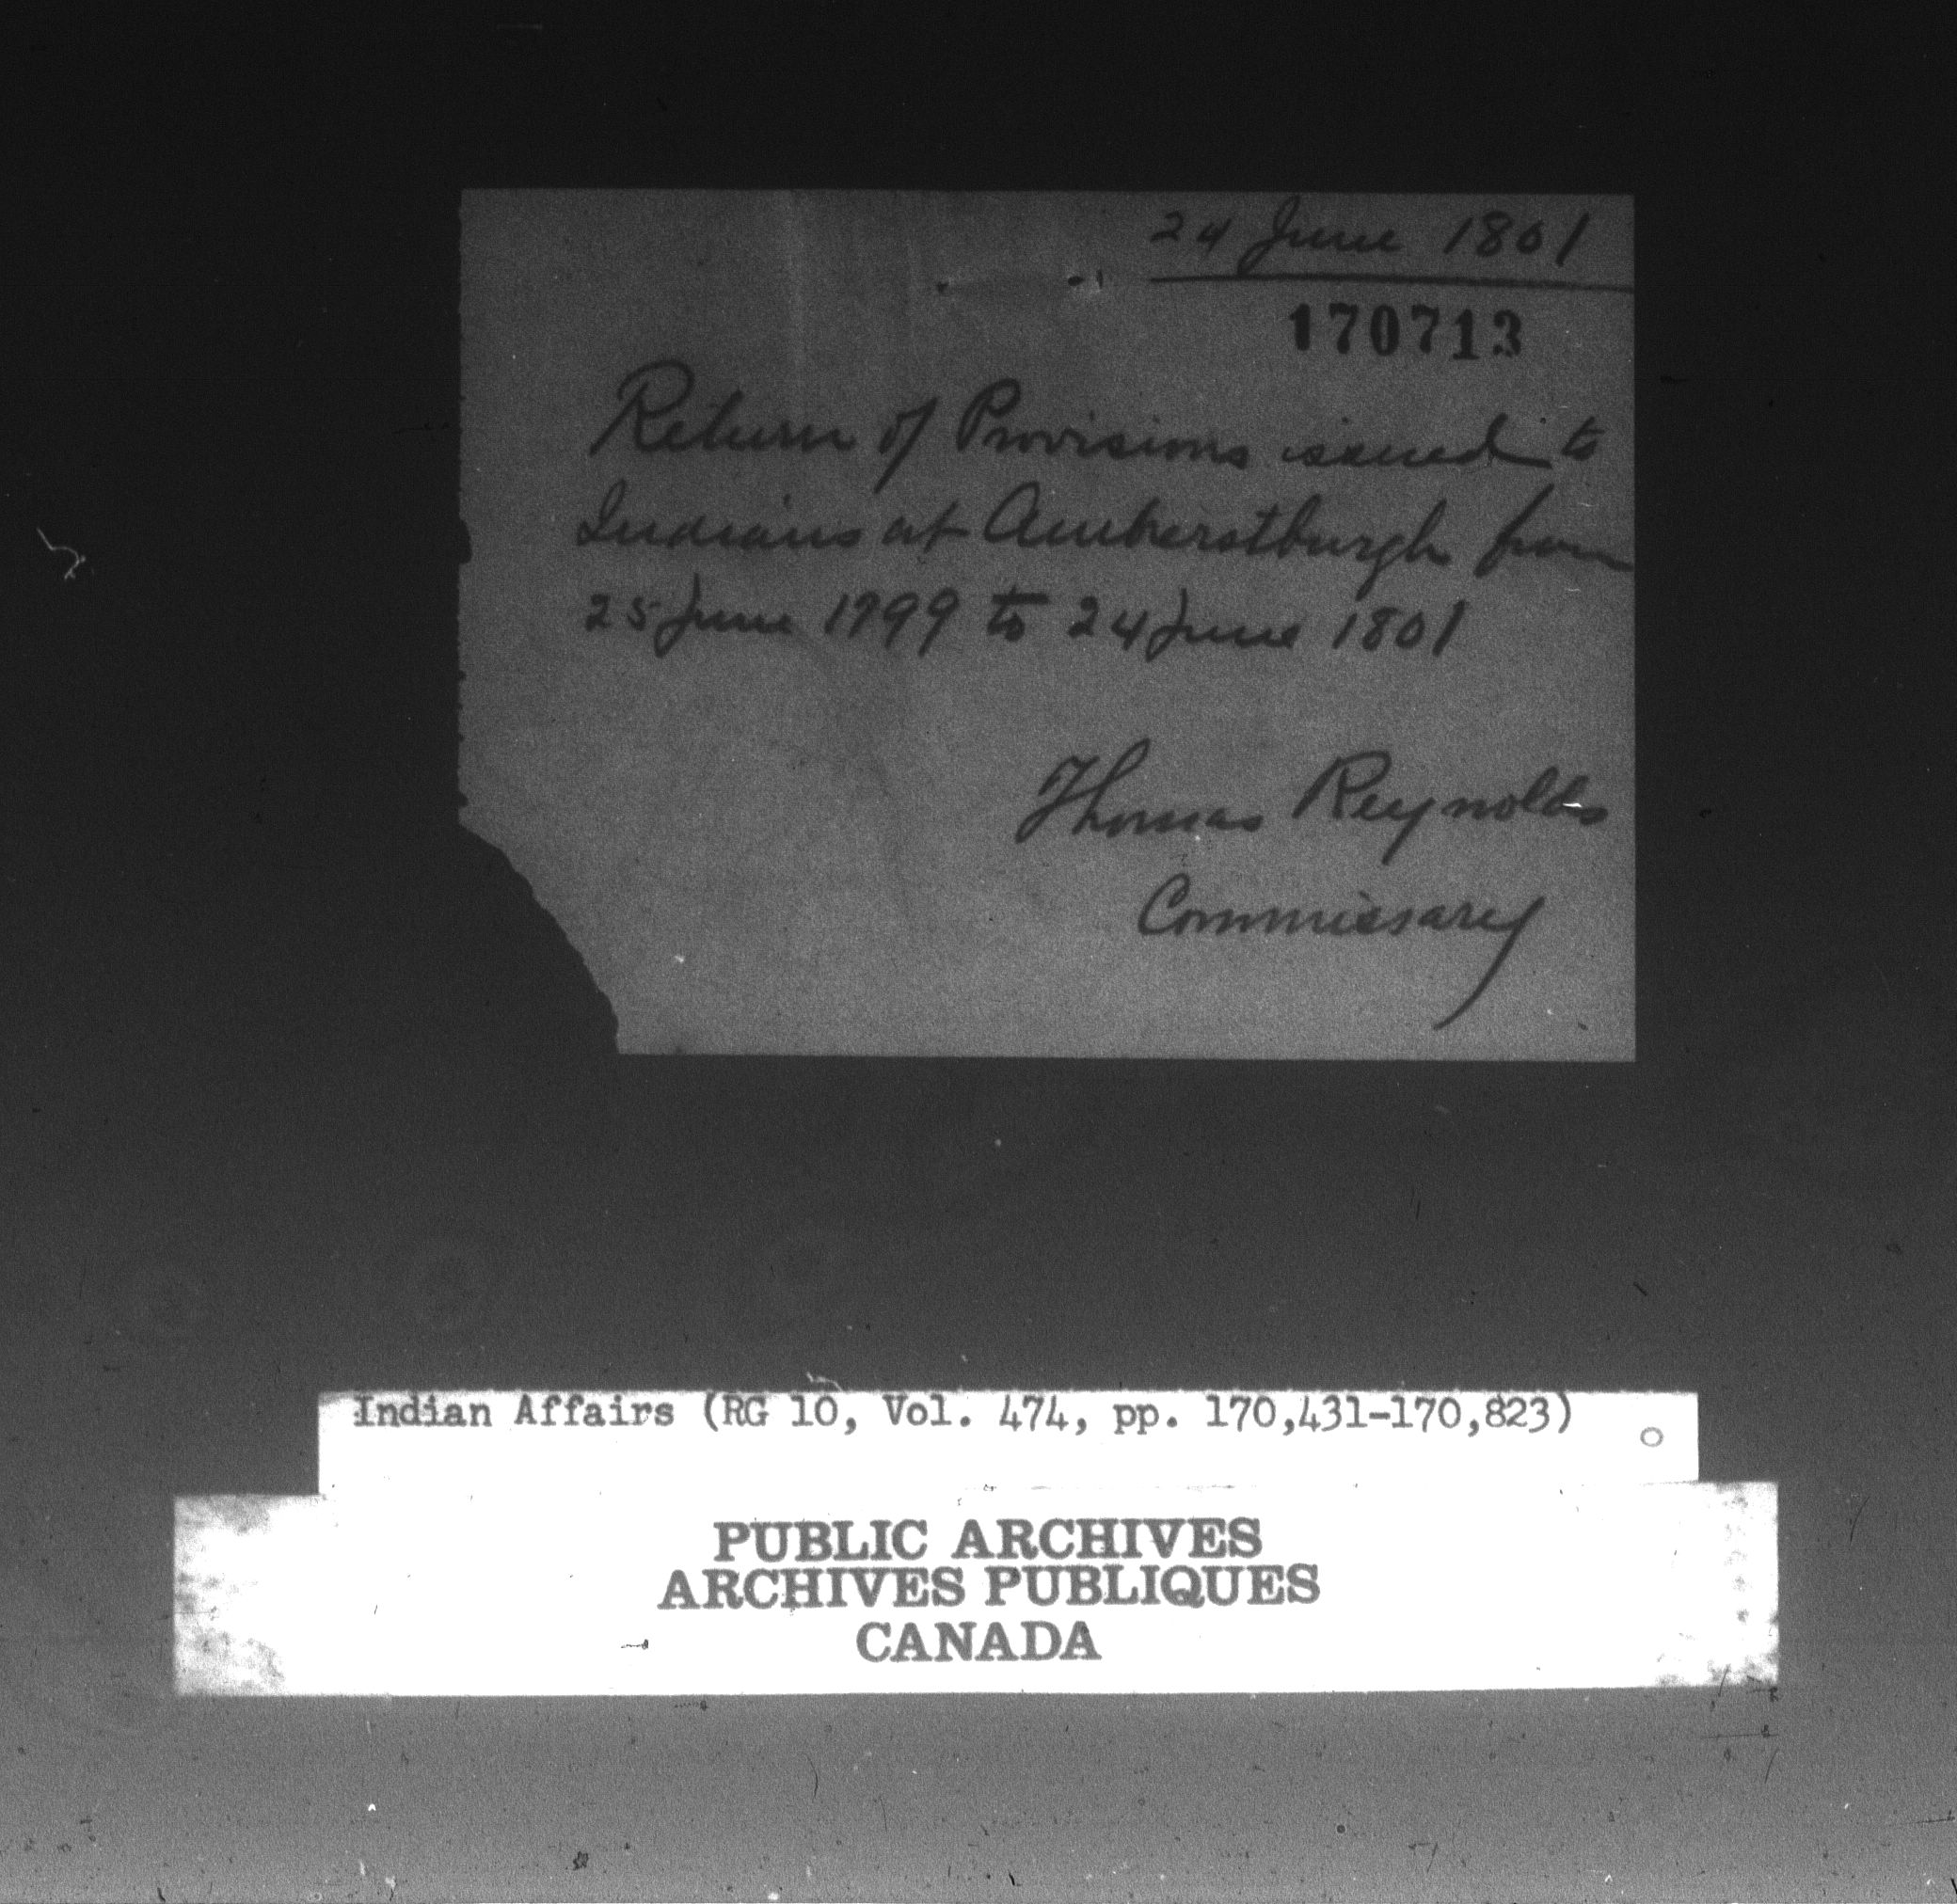 24 June 1801
170713
Return of Provisions issued to
Indians at Amherstburgh from
25 June 1799 to 24 June 1801
Thomas Reynolds
Commissary
Indian Affairs (RG 10, Vol. 474, pp. 170,431-170,823)
PUBLIC ARCHIVES
ARCHIVES PUBLIQUES
CANADA